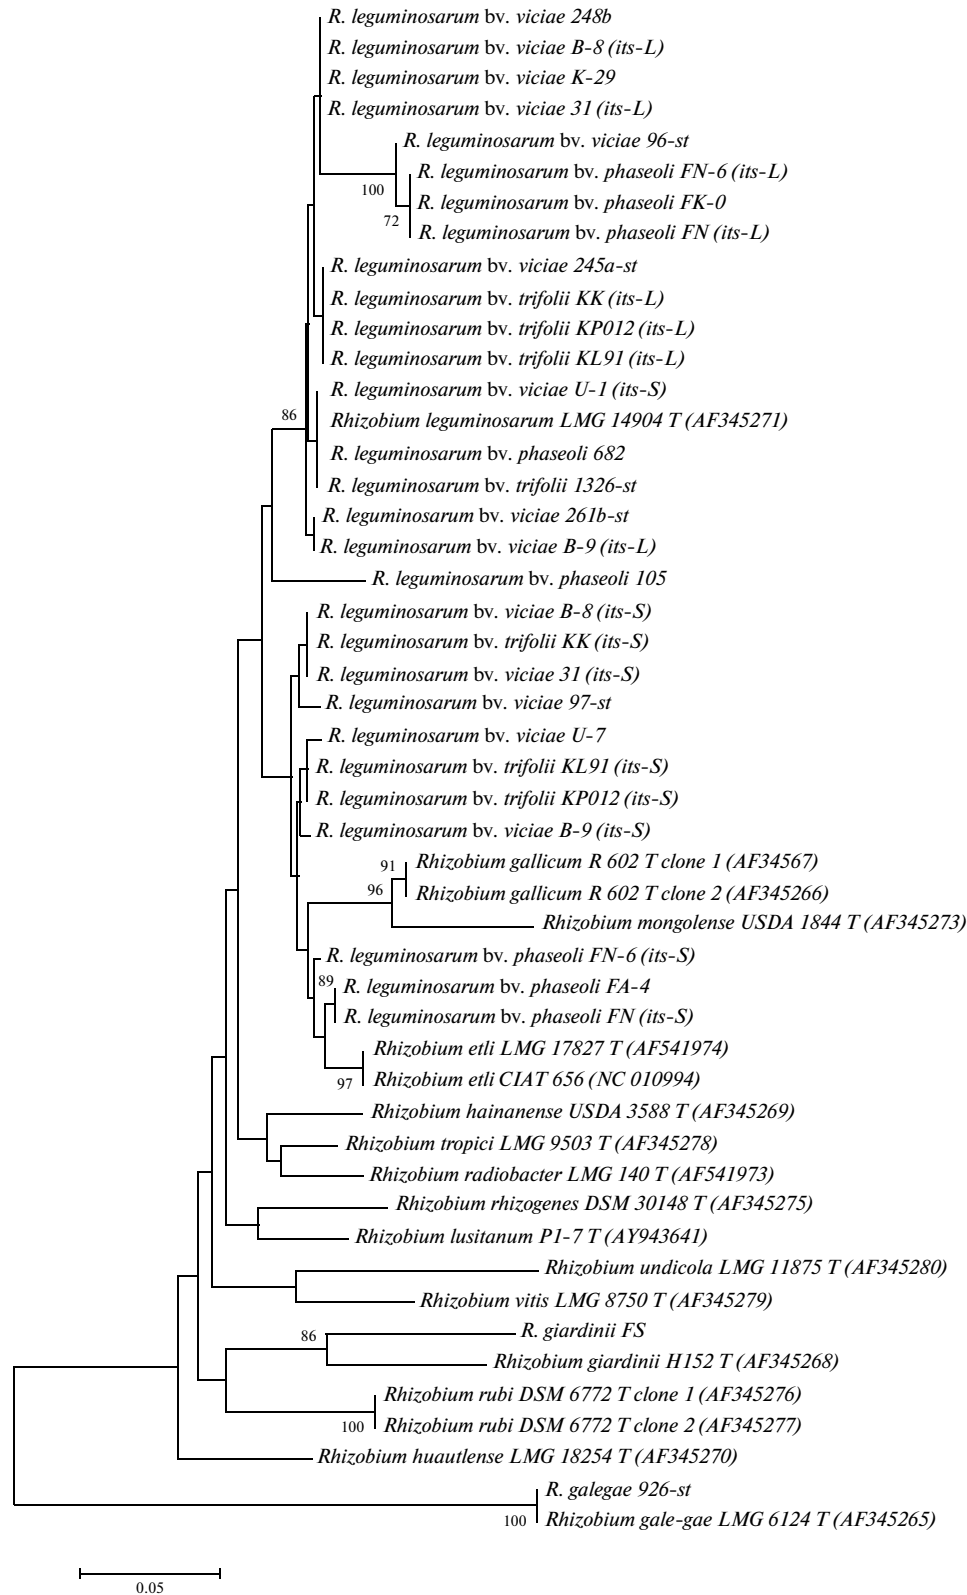 R. leguminosarum bv. viciae 248b
R. leguminosarum bv. viciae B-8 (its-L)
R. leguminosarum bv. viciae K-29
R. leguminosarum bv. viciae 31 (its-L)
R. leguminosarum bv. viciae 96-st
R. leguminosarum bv. phaseoli FN-6 (its-L)
100
R. leguminosarum bv. phaseoli FK-0
72
R. leguminosarum bv. phaseoli FN (its-L)
R. leguminosarum bv. viciae 245a-st
R. leguminosarum bv. trifolii KK (its-L)
R. leguminosarum bv. trifolii KP012 (its-L)
R. leguminosarum bv. trifolii KL91 (its-L)
R. leguminosarum bv. viciae U-1 (its-S)
86
Rhizobium leguminosarum LMG 14904 T (AF345271)
R. leguminosarum bv. phaseoli 682
R. leguminosarum bv. trifolii 1326-st
R. leguminosarum bv. viciae 261b-st
R. leguminosarum bv. viciae B-9 (its-L)
R. leguminosarum bv. phaseoli 105
R. leguminosarum bv. viciae B-8 (its-S)
R. leguminosarum bv. trifolii KK (its-S)
R. leguminosarum bv. viciae 31 (its-S)
R. leguminosarum bv. viciae 97-st
R. leguminosarum bv. viciae U-7
R. leguminosarum bv. trifolii KL91 (its-S)
R. leguminosarum bv. trifolii KP012 (its-S)
R. leguminosarum bv. viciae B-9 (its-S)
91
Rhizobium gallicum R 602 T clone 1 (AF34567)
96
Rhizobium gallicum R 602 T clone 2 (AF345266)
Rhizobium mongolense USDA 1844 T (AF345273)
R. leguminosarum bv. phaseoli FN-6 (its-S)
89
R. leguminosarum bv. phaseoli FA-4
R. leguminosarum bv. phaseoli FN (its-S)
Rhizobium etli LMG 17827 T (AF541974)
97
Rhizobium etli CIAT 656 (NC 010994)
Rhizobium hainanense USDA 3588 T (AF345269)
Rhizobium tropici LMG 9503 T (AF345278)
Rhizobium radiobacter LMG 140 T (AF541973)
Rhizobium rhizogenes DSM 30148 T (AF345275)
Rhizobium lusitanum P1-7 T (AY943641)
Rhizobium undicola LMG 11875 T (AF345280)
Rhizobium vitis LMG 8750 T (AF345279)
86
R. giardinii FS
Rhizobium giardinii H152 T (AF345268)
Rhizobium rubi DSM 6772 T clone 1 (AF345276)
100
Rhizobium rubi DSM 6772 T clone 2 (AF345277)
Rhizobium huautlense LMG 18254 T (AF345270)
R. galegae 926-st
100
Rhizobium gale-gae LMG 6124 T (AF345265)
0.05